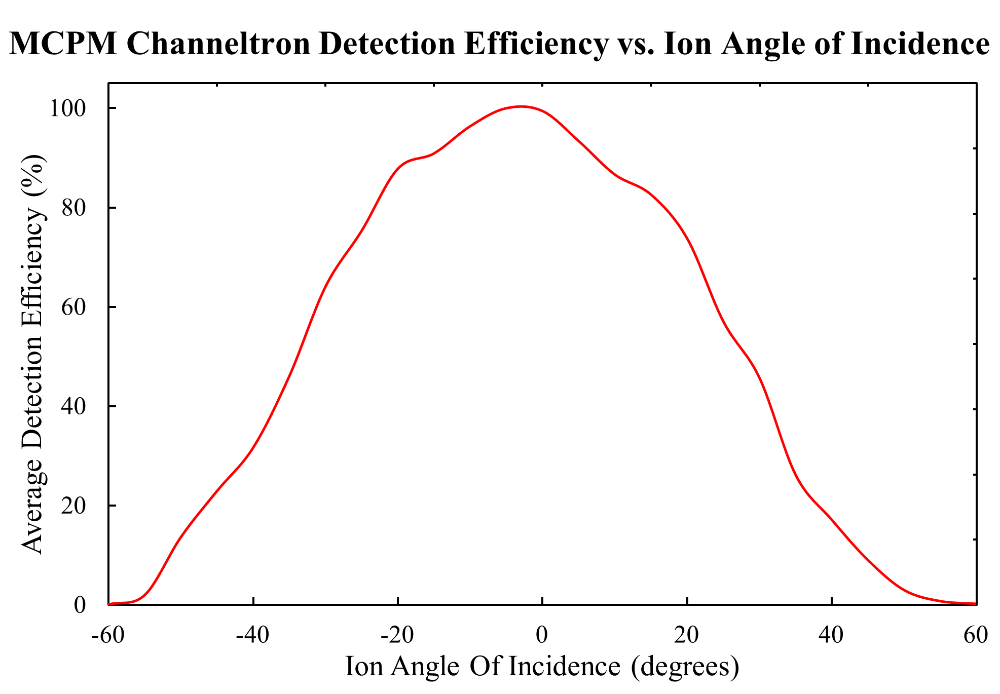 MCPM Channeltron Detection Efficiency vs. Ion Angle of Incidence
Average Detection Efficiency (%)
100
80
60
40
20
0
-60 -40 -20 0 20 40 60
Ion Angle Of Incidence (degrees)